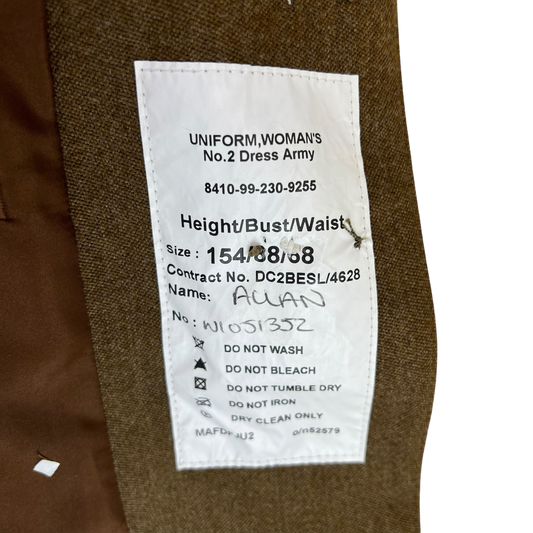 UNIFORM,WOMAN'S
No.2 Dress Army
8410-99-230-9255
Height/Bust/Waist
Size : 154/88/68
Contract No. DC2BESL/4628
Name: ALLAN
No : W1051352
DO NOT WASH
DO NOT BLEACH
DO NOT TUMBLE DRY
DO NOT IRON
DRY CLEAN ONLY
o/n52579